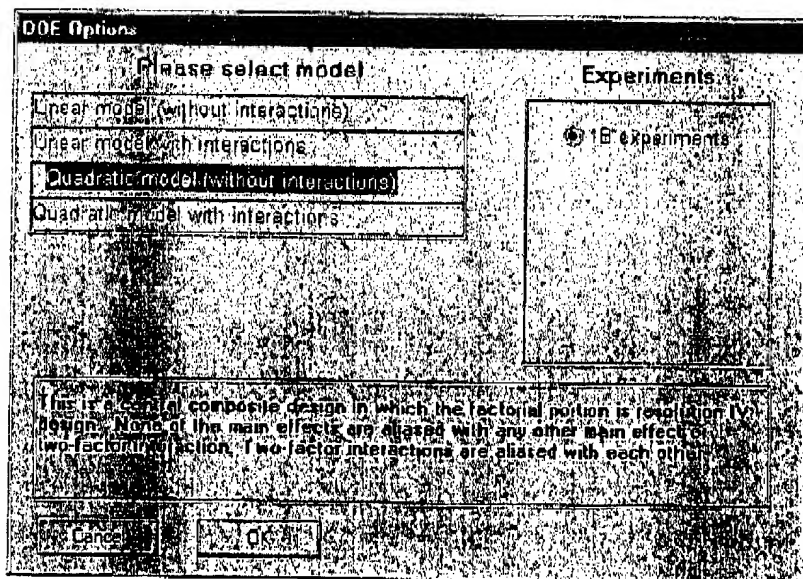 DOE Options
Please select model
Linear model (without interactions)
Linear model with interactions
Quadratic model (without interactions)
Quadratic model with interactions
Experiments
experiments
This is a central composite design in which the factorial portion is resolution IV
design. None of the main effects are aliased with any other main effect or
two-factor interaction. Two-factor interactions are aliased with each other
Cancel
OK